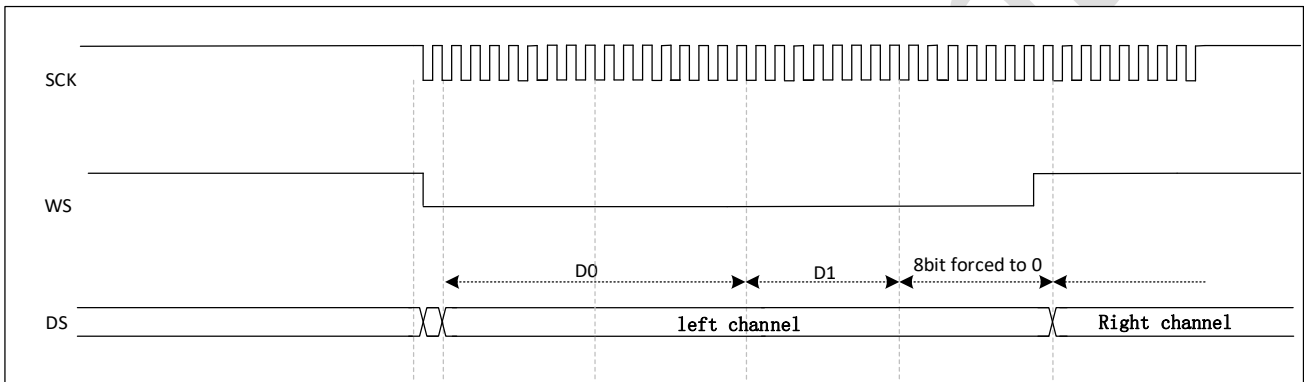 SCK
WS
D0
D1
8bit forced to 0
DS
left channel
Right channel